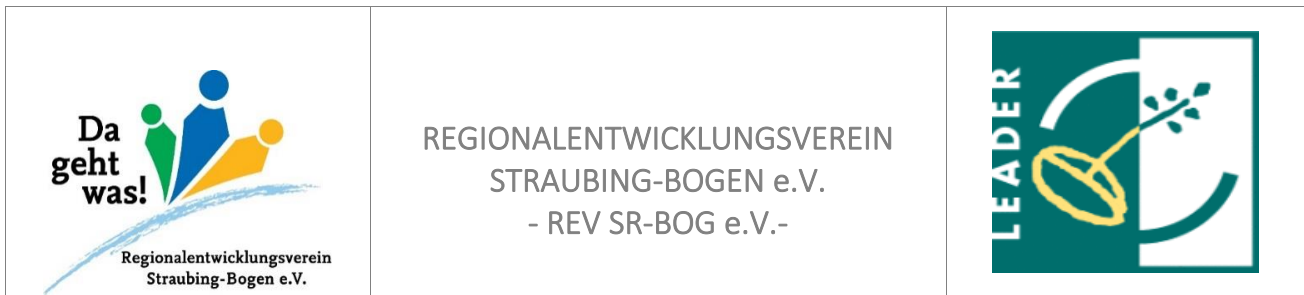 Da
geht
was!
Regionalentwicklungsverein
Straubing-Bogen e.V.
REGIONALENTWICKLUNGSVEREIN
STRAUBING-BOGEN e.V.
- REV SR-BOG e.V.-
LEADER